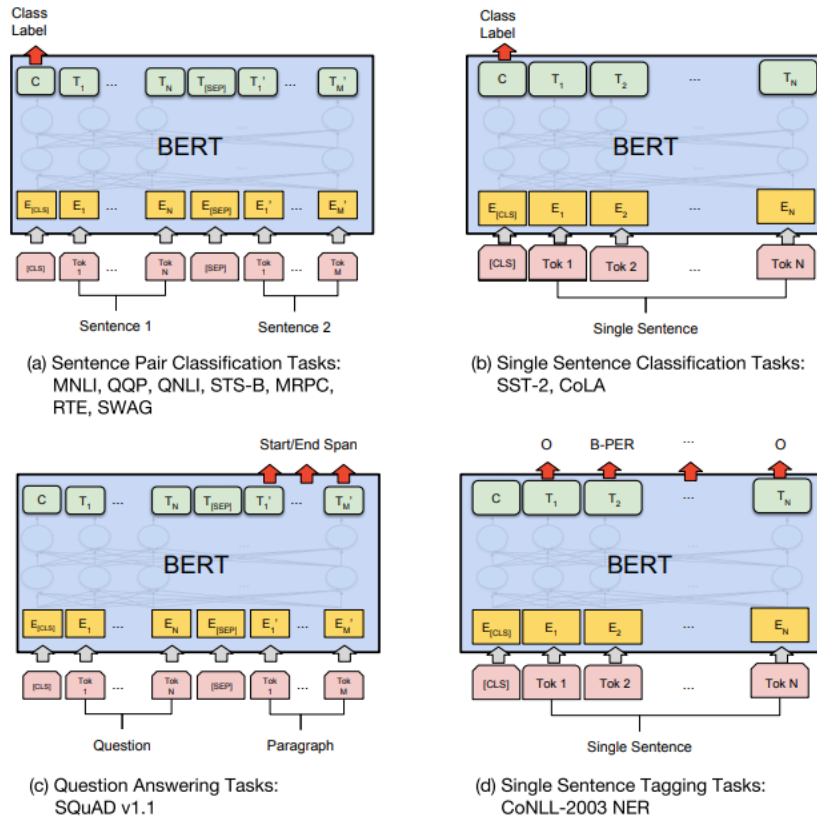 Class
Label
C T1 ... TN T[SEP] T1' ... TM'
BERT
E[CLS] E1 ... EN E[SEP] E1' ... EM'
[CLS] Tok 1 ... Tok N [SEP] Tok 1 ... Tok M
Sentence 1 Sentence 2
(a) Sentence Pair Classification Tasks:
MNLI, QQP, QNLI, STS-B, MRPC,
RTE, SWAG
Class
Label
C T1 T2 ... TN
BERT
E[CLS] E1 E2 ... EN
[CLS] Tok 1 Tok 2 ... Tok N
Single Sentence
(b) Single Sentence Classification Tasks:
SST-2, CoLA
Start/End Span
C T1 ... TN T[SEP] T1' ... TM'
BERT
E[CLS] E1 ... EN E[SEP] E1' ... EM'
[CLS] Tok 1 ... Tok N [SEP] Tok 1 ... Tok M
Question Paragraph
(c) Question Answering Tasks:
SQuAD v1.1
O B-PER ... O
C T1 T2 ... TN
BERT
E[CLS] E1 E2 ... EN
[CLS] Tok 1 Tok 2 ... Tok N
Single Sentence
(d) Single Sentence Tagging Tasks:
CoNLL-2003 NER